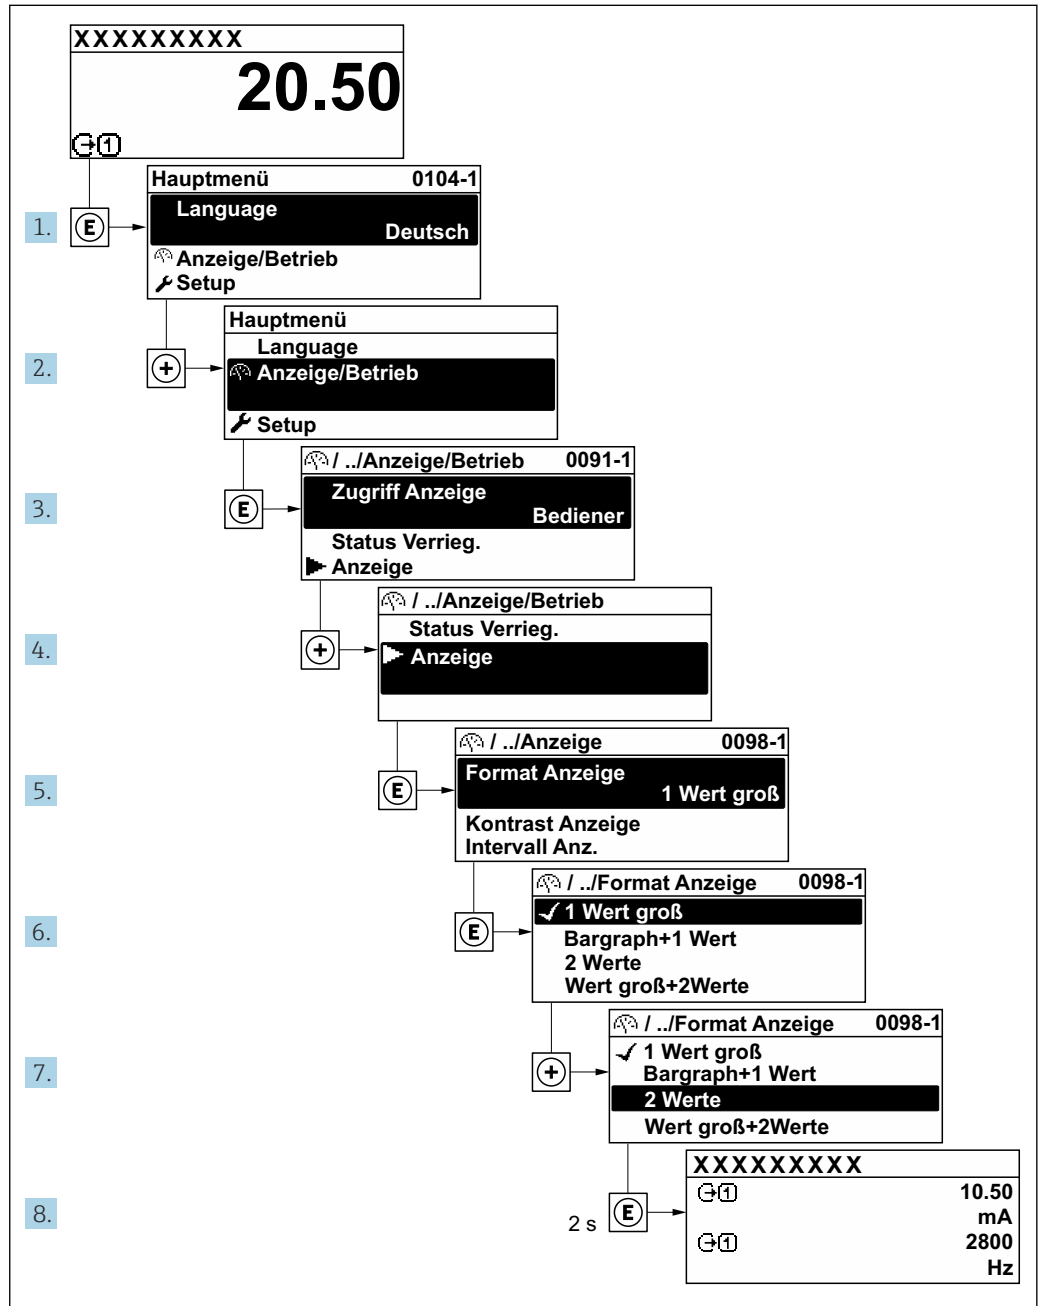 XXXXXXXXX
20.50
1
Hauptmenü 0104-1
1. E Language
Deutsch
Anzeige/Betrieb
Setup
Hauptmenü
Language
2. + Anzeige/Betrieb
Setup
/ ../Anzeige/Betrieb 0091-1
Zugriff Anzeige
3. E Bediener
Status Verrieg.
Anzeige
/ ../Anzeige/Betrieb
Status Verrieg.
4. + Anzeige
/ ../Anzeige 0098-1
Format Anzeige
5. E 1 Wert groß
Kontrast Anzeige
Intervall Anz.
/ ../Format Anzeige 0098-1
1 Wert groß
6. E Bargraph+1 Wert
2 Werte
Wert groß+2Werte
/ ../Format Anzeige 0098-1
1 Wert groß
7. + Bargraph+1 Wert
2 Werte
Wert groß+2Werte
XXXXXXXXX
1 10.50
8. 2 s E mA
1 2800
Hz